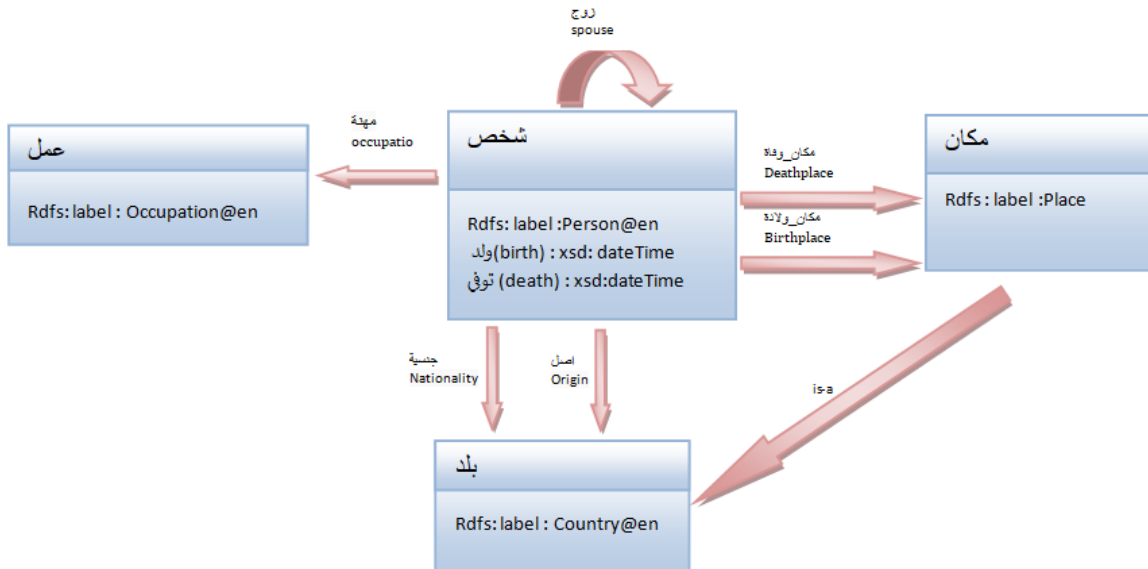 زوج
spouse
مهنة
occupatio
شخص
Rdfs: label :Person@en
ولد(birth) : xsd: dateTime
توفي (death) : xsd:dateTime
عمل
Rdfs: label : Occupation@en
مكان_وفاة
Deathplace
مكان_ولادة
Birthplace
مكان
Rdfs : label :Place
جنسية
Nationality
اصل
Origin
is-a
بلد
Rdfs: label : Country@en